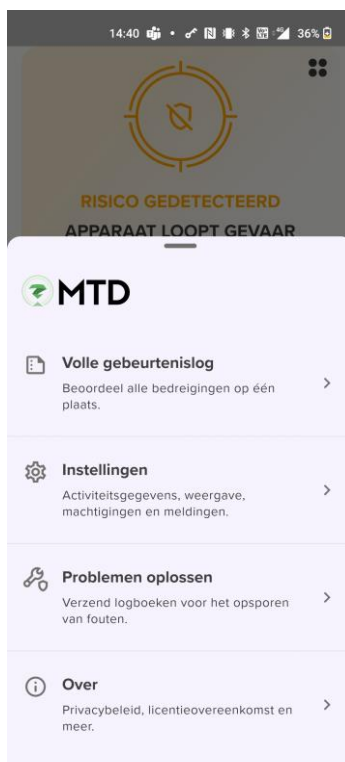 14:40 36%
RISICO GEDETECTEERD
APPARAAT LOOPT GEVAAR
MTD
Volle gebeurtenislog
Beoordeel alle bedreigingen op één
plaats.
Instellingen
Activiteitsgegevens, weergave,
machtigingen en meldingen.
Problemen oplossen
Verzend logboeken voor het opsporen
van fouten.
Over
Privacybeleid, licentieovereenkomst en
meer.